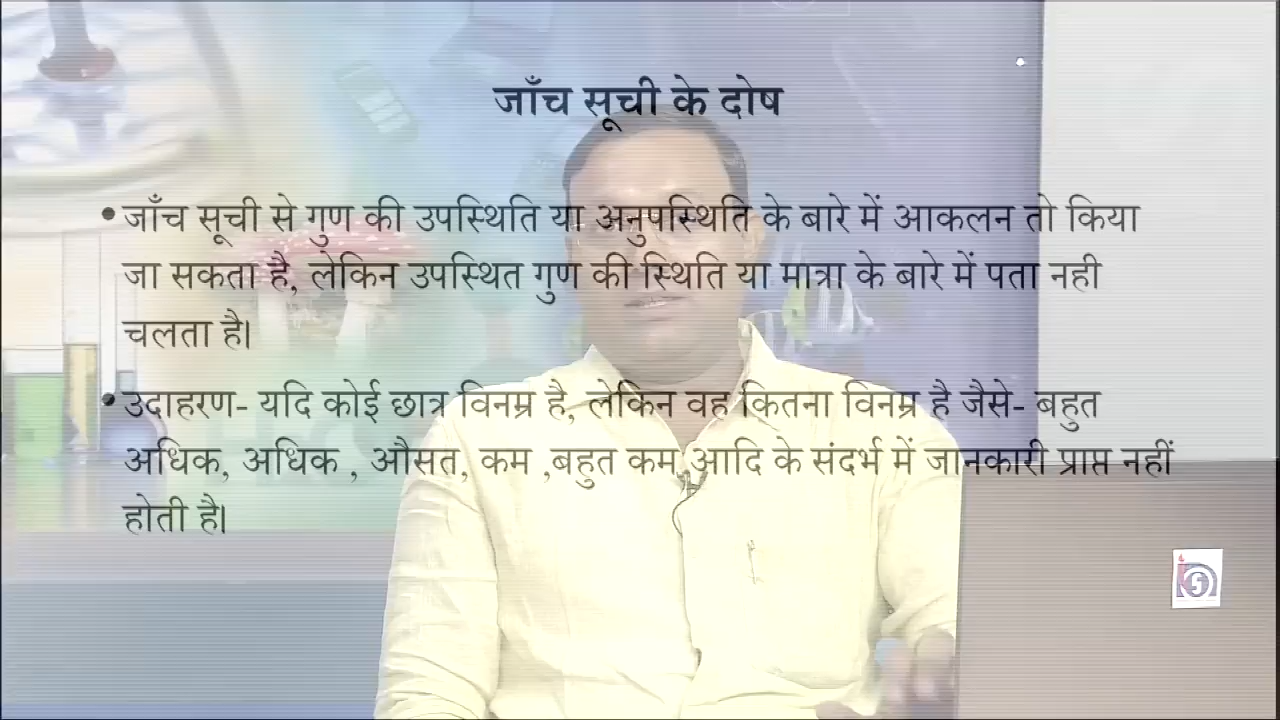 जाँच सूची के दोष
• जाँच सूची से गुण की उपस्थिति या अनुपस्थिति के बारे में आकलन तो किया
जा सकता है, लेकिन उपस्थित गुण की स्थिति या मात्रा के बारे में पता नही
चलता है।
• उदाहरण- यदि कोई छात्र विनम्र है, लेकिन वह कितना विनम्र है जैसे- बहुत
अधिक, अधिक , औसत, कम ,बहुत कम,आदि के संदर्भ में जानकारी प्राप्त नहीं
होती है।
5